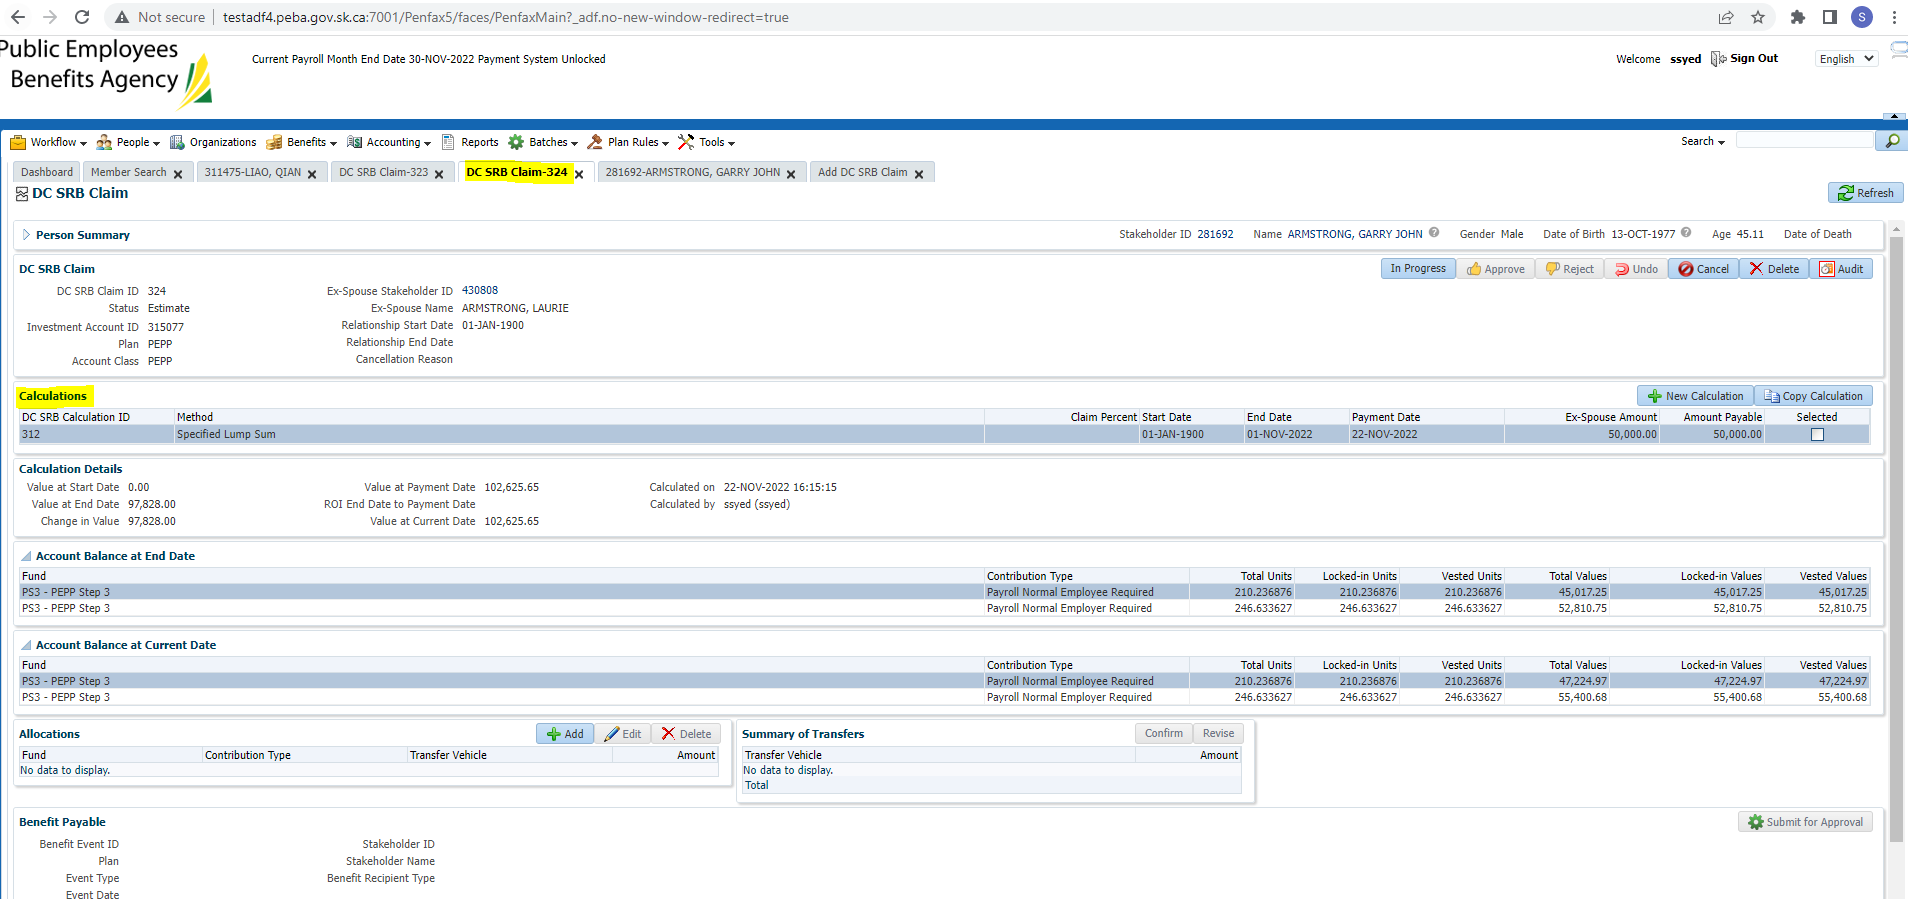 Not secure | testadf4.peba.gov.sk.ca:7001/Penfax5/faces/PenfaxMain?_adf.no-new-window-redirect=true S
Public Employees
Benefits Agency
Current Payroll Month End Date 30-NOV-2022 Payment System Unlocked
Welcome ssyed Sign Out English
Workflow People Organizations Benefits Accounting Reports Batches Plan Rules Tools Search
Dashboard Member Search 311475-LIAO, QIAN DC SRB Claim-323 DC SRB Claim-324 281692-ARMSTRONG, GARRY JOHN Add DC SRB Claim
DC SRB Claim Refresh
Person Summary Stakeholder ID 281692 Name ARMSTRONG, GARRY JOHN Gender Male Date of Birth 13-OCT-1977 Age 45.11 Date of Death
DC SRB Claim In Progress Approve Reject Undo Cancel Delete Audit
DC SRB Claim ID 324 Ex-Spouse Stakeholder ID 430808
Status Estimate Ex-Spouse Name ARMSTRONG, LAURIE
Investment Account ID 315077 Relationship Start Date 01-JAN-1900
Plan PEPP Relationship End Date
Account Class PEPP Cancellation Reason
Calculations New Calculation Copy Calculation
DC SRB Calculation ID Method Claim Percent Start Date End Date Payment Date Ex-Spouse Amount Amount Payable Selected
312 Specified Lump Sum 01-JAN-1900 01-NOV-2022 22-NOV-2022 50,000.00 50,000.00
Calculation Details
Value at Start Date 0.00 Value at Payment Date 102,625.65 Calculated on 22-NOV-2022 16:15:15
Value at End Date 97,828.00 ROI End Date to Payment Date Calculated by ssyed (ssyed)
Change in Value 97,828.00 Value at Current Date 102,625.65
Account Balance at End Date
Fund Contribution Type Total Units Locked-in Units Vested Units Total Values Locked-in Values Vested Values
PS3 - PEPP Step 3 Payroll Normal Employee Required 210.236876 210.236876 210.236876 45,017.25 45,017.25 45,017.25
PS3 - PEPP Step 3 Payroll Normal Employer Required 246.633627 246.633627 246.633627 52,810.75 52,810.75 52,810.75
Account Balance at Current Date
Fund Contribution Type Total Units Locked-in Units Vested Units Total Values Locked-in Values Vested Values
PS3 - PEPP Step 3 Payroll Normal Employee Required 210.236876 210.236876 210.236876 47,224.97 47,224.97 47,224.97
PS3 - PEPP Step 3 Payroll Normal Employer Required 246.633627 246.633627 246.633627 55,400.68 55,400.68 55,400.68
Allocations Add Edit Delete Summary of Transfers Confirm Revise
Fund Contribution Type Transfer Vehicle Amount Transfer Vehicle Amount
No data to display. No data to display.
Total
Benefit Payable Submit for Approval
Benefit Event ID Stakeholder ID
Plan Stakeholder Name
Event Type Benefit Recipient Type
Event Date